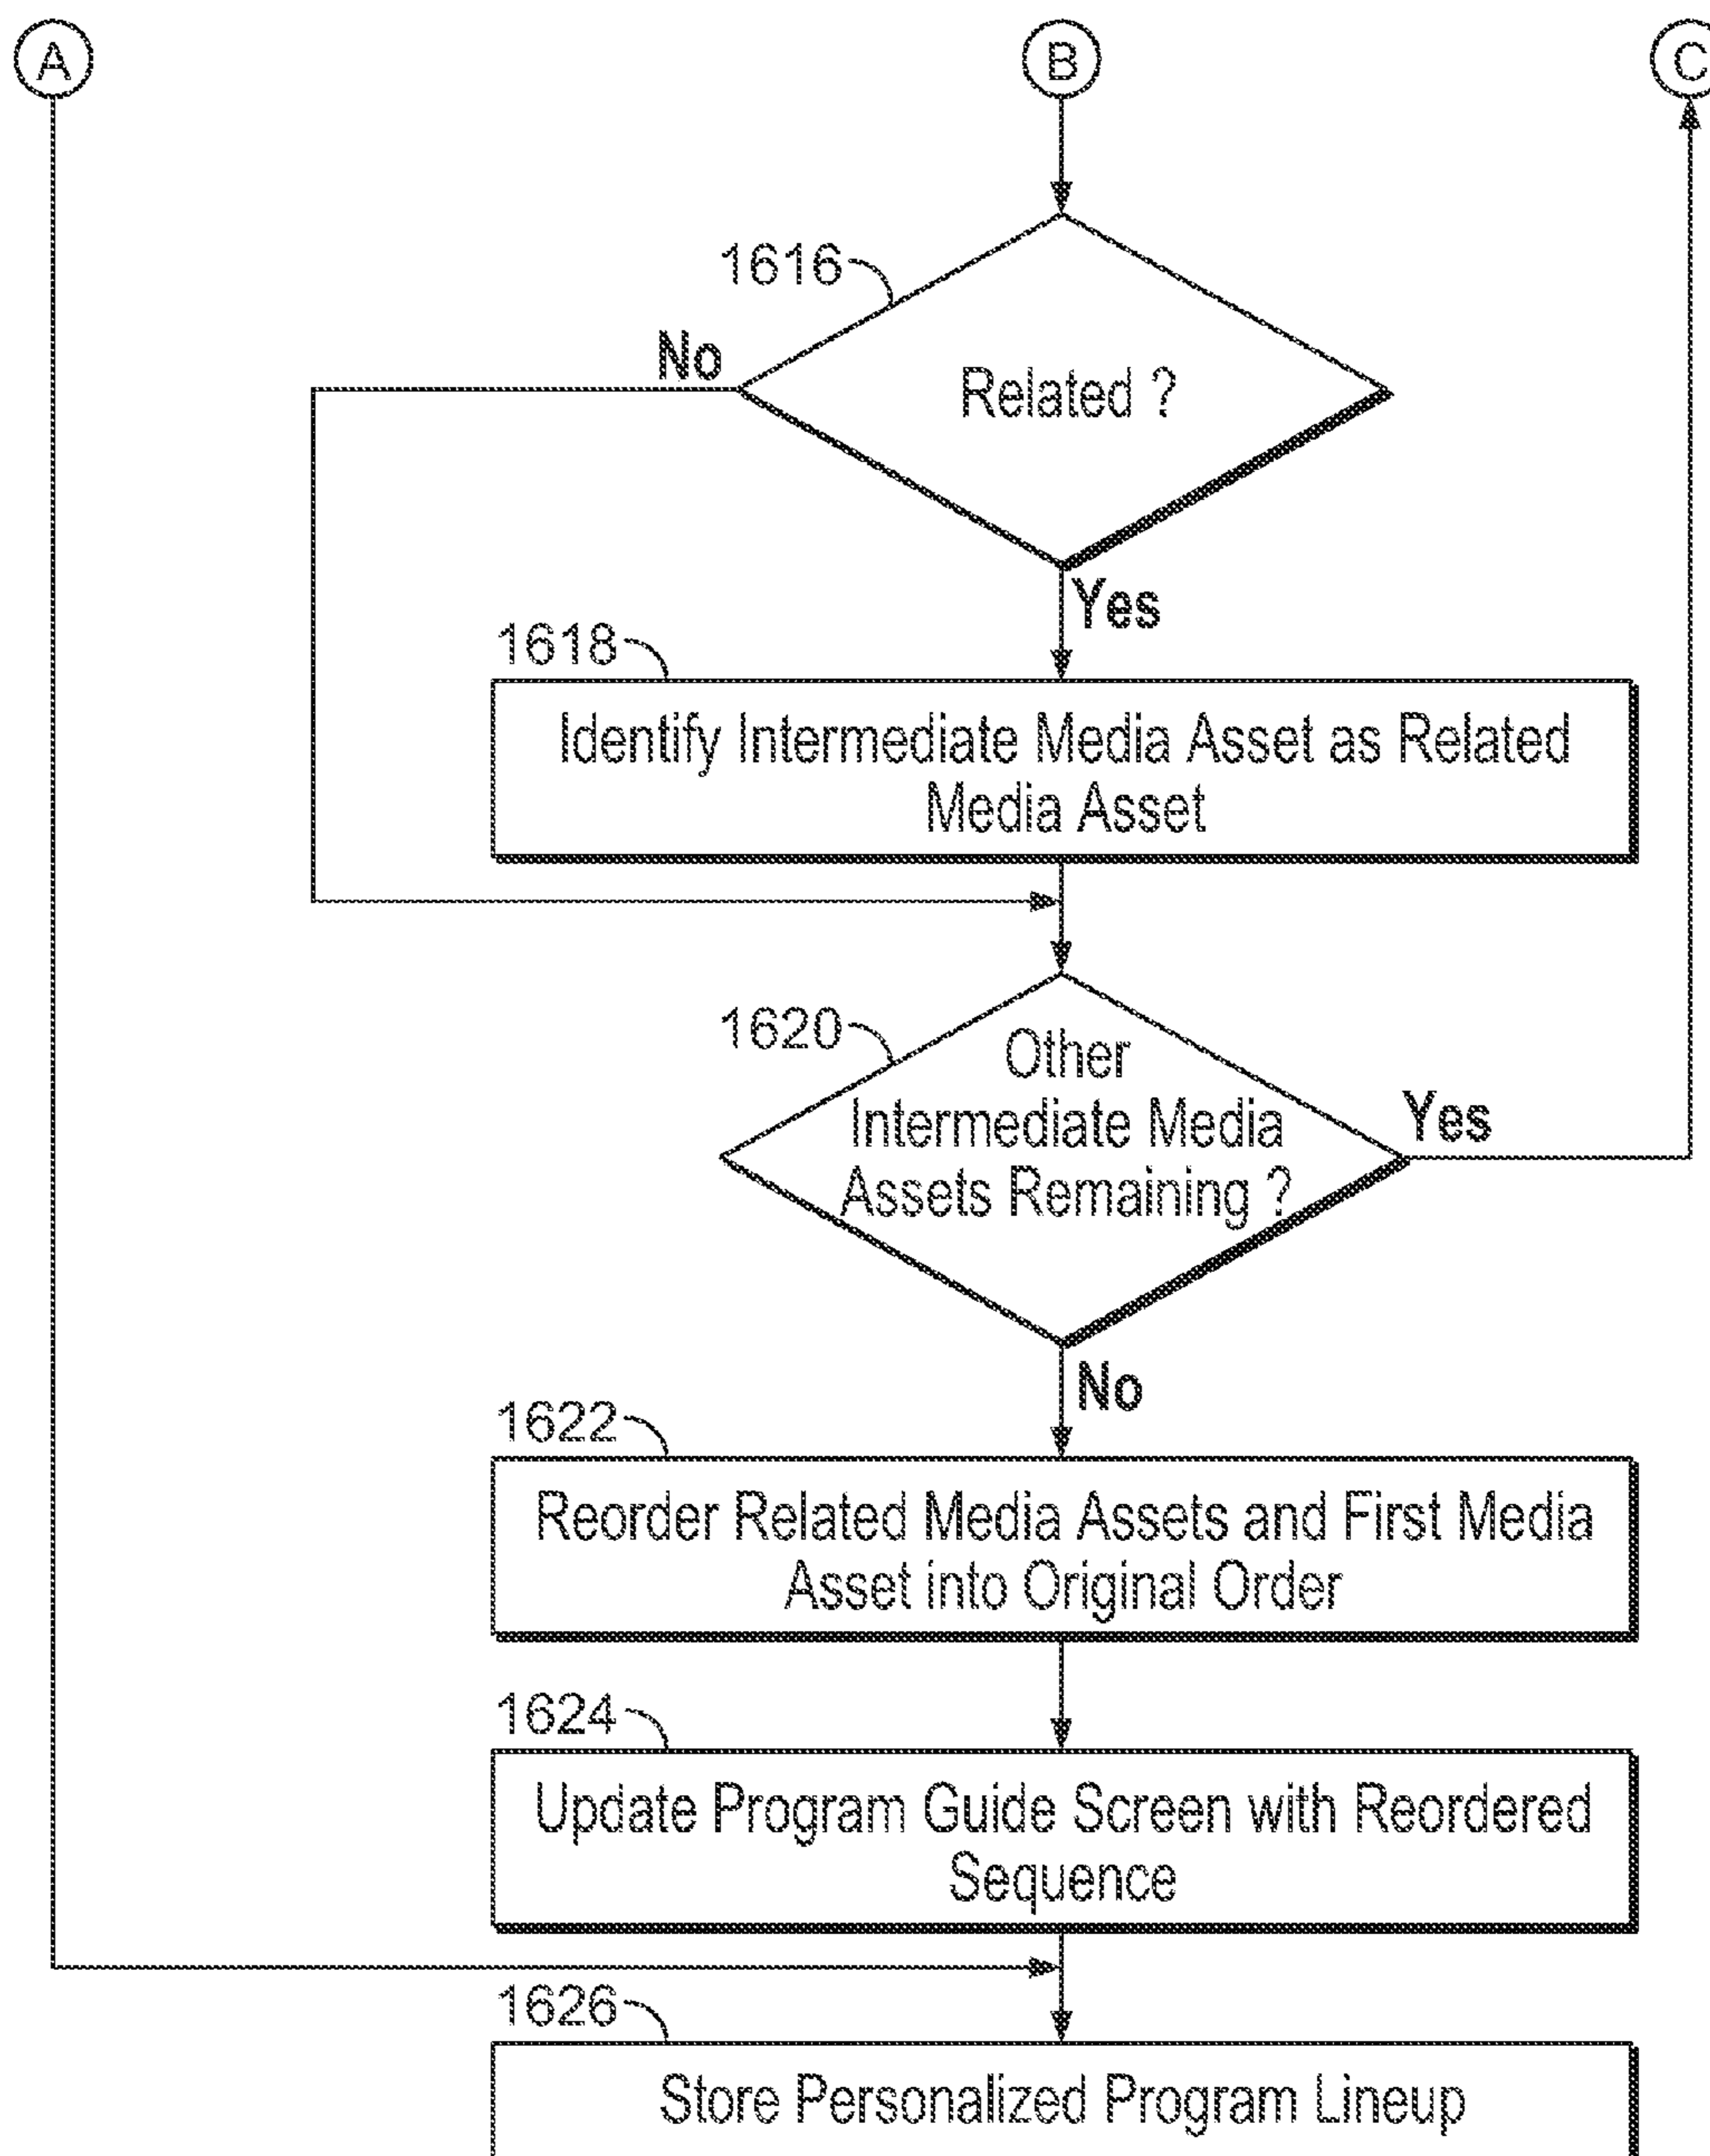 A
B
C
1616
No
Related ?
Yes
1618
Identify Intermediate Media Asset as Related
Media Asset
1620
Other
Intermediate Media
Assets Remaining ?
Yes
No
1622
Reorder Related Media Assets and First Media
Asset into Original Order
1624
Update Program Guide Screen with Reordered
Sequence
1626
Store Personalized Program Lineup